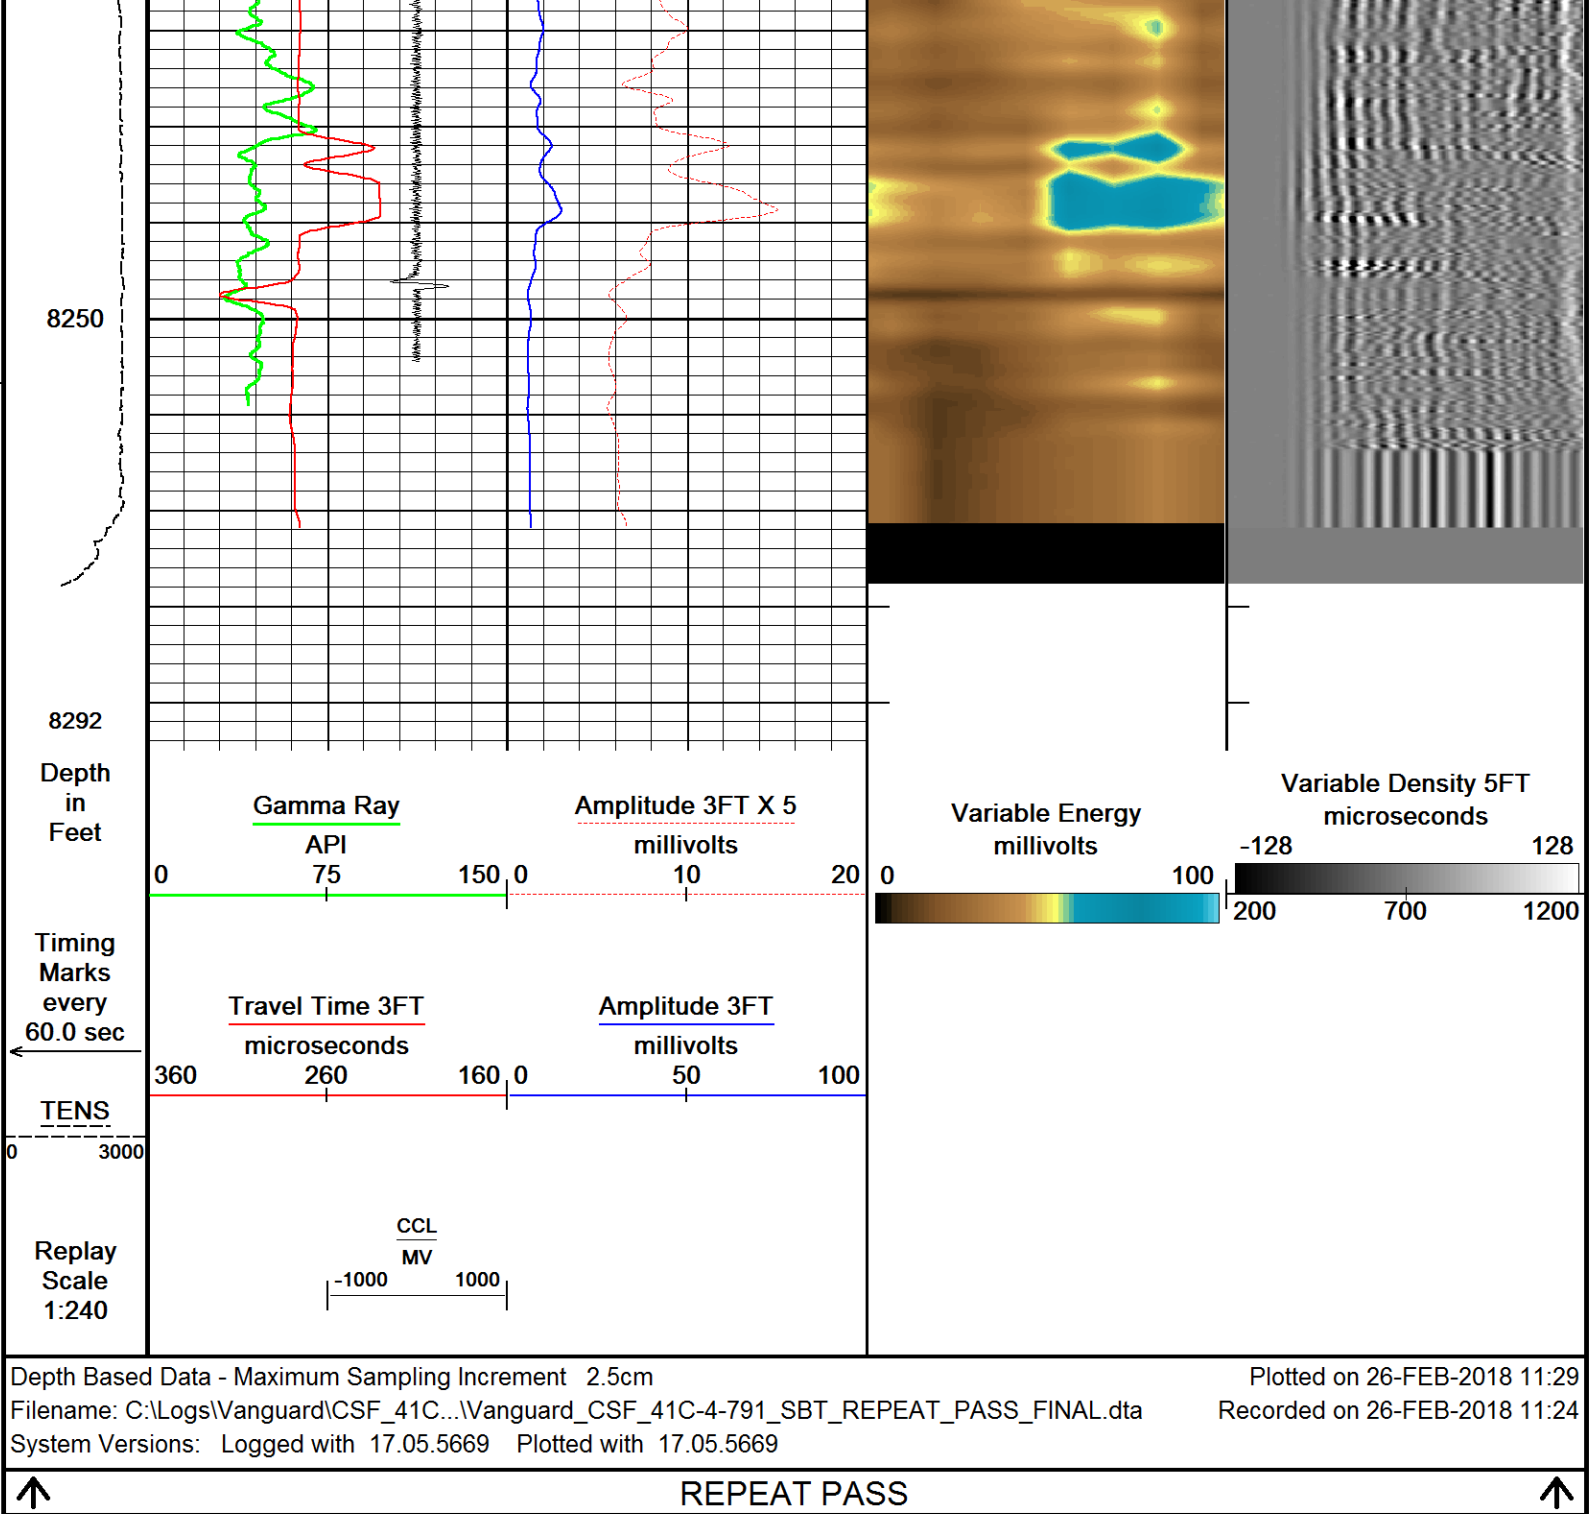 8250
8292
Depth
in
Feet
Timing
Marks
every
60.0 sec
TENS
0 3000
Replay
Scale
1:240
Gamma Ray
API
0 75 150
Travel Time 3FT
microseconds
360 260 160
CCL
MV
-1000 1000
Amplitude 3FT X 5
millivolts
0 10 20
Amplitude 3FT
millivolts
0 50 100
Variable Energy
millivolts
0 100
Variable Density 5FT
microseconds
-128 128
200 700 1200
Depth Based Data - Maximum Sampling Increment 2.5cm
Plotted on 26-FEB-2018 11:29
Filename: C:\Logs\Vanguard\CSF_41C...\Vanguard_CSF_41C-4-791_SBT_REPEAT_PASS_FINAL.dta
Recorded on 26-FEB-2018 11:24
System Versions: Logged with 17.05.5669 Plotted with 17.05.5669
REPEAT PASS